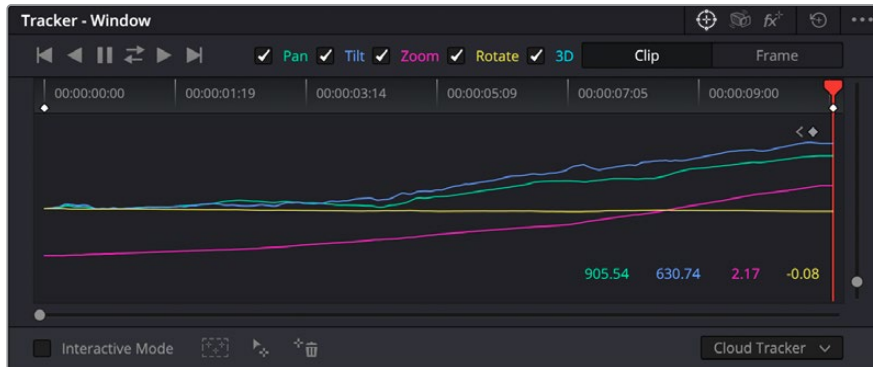 Tracker - Window
Pan Tilt Zoom Rotate 3D Clip Frame
00:00:00:00 00:00:01:19 00:00:03:14 00:00:05:09 00:00:07:05 00:00:09:00
905.54 630.74 2.17 -0.08
Interactive Mode Cloud Tracker